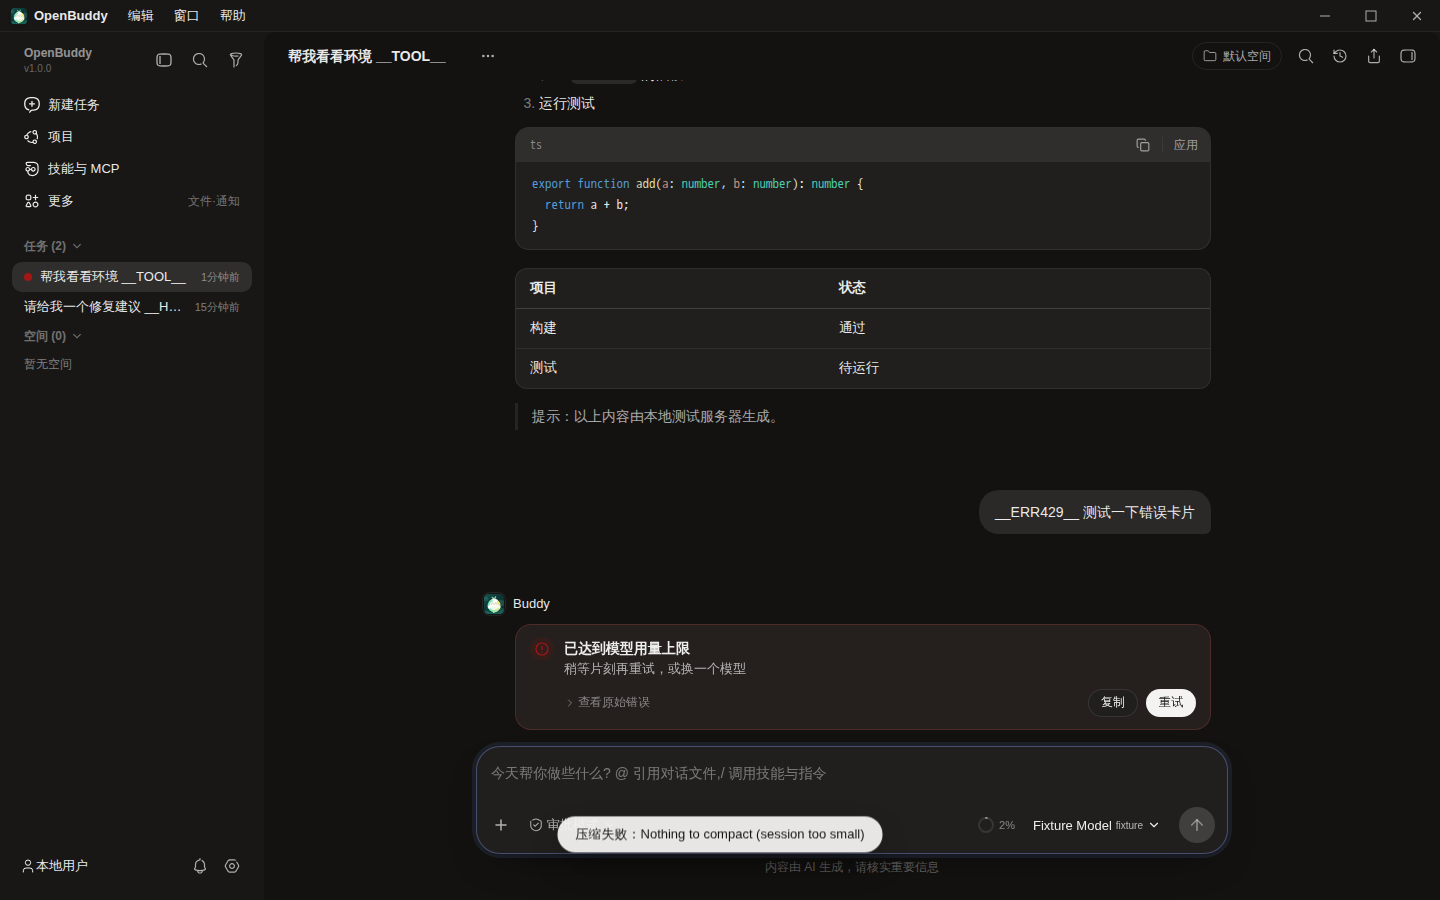 OpenBuddy 编辑 窗口 帮助
OpenBuddy
v1.0.0
新建任务
项目
技能与 MCP
更多 文件·通知
任务 (2)
帮我看看环境 __TOOL__ 1分钟前
请给我一个修复建议 __H… 15分钟前
空间 (0)
暂无空间
本地用户
帮我看看环境 __TOOL__
默认空间
3. 运行测试
ts 应用
export function add(a: number, b: number): number {
return a + b;
}
项目 状态
构建 通过
测试 待运行
提示：以上内容由本地测试服务器生成。
__ERR429__ 测试一下错误卡片
Buddy
已达到模型用量上限
稍等片刻再重试，或换一个模型
查看原始错误 复制 重试
今天帮你做些什么? @ 引用对话文件,/ 调用技能与指令
2% Fixture Model fixture
压缩失败：Nothing to compact (session too small)
内容由 AI 生成，请核实重要信息